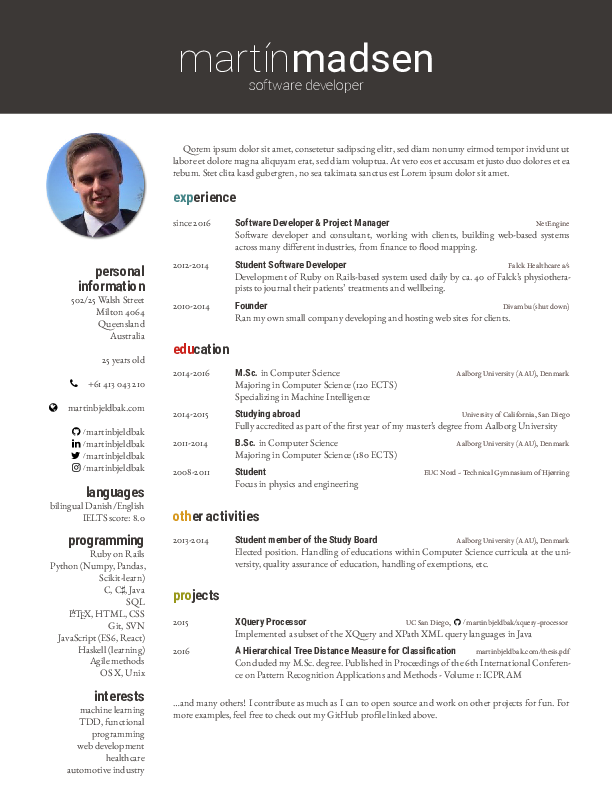 martínmadsen
software developer
personal
information
502/25 Walsh Street
Milton 4064
Queensland
Australia
25 years old
+61 413 043 210
martinbjeldbak.com
/martinbjeldbak
/martinbjeldbak
/martinbjeldbak
/martinbjeldbak
languages
bilingual Danish/English
IELTS score: 8.0
programming
Ruby on Rails
Python (Numpy, Pandas,
Scikit-learn)
C, C♯, Java
SQL
LATEX, HTML, CSS
Git, SVN
JavaScript (ES6, React)
Haskell (learning)
Agile methods
OS X, Unix
interests
machine learning
TDD, functional
programming
web development
healthcare
automotive industry
Qorem ipsum dolor sit amet, consetetur sadipscing elitr, sed diam nonumy eirmod tempor invidunt ut
labore et dolore magna aliquyam erat, sed diam voluptua. At vero eos et accusam et justo duo dolores et ea
rebum. Stet clita kasd gubergren, no sea takimata sanctus est Lorem ipsum dolor sit amet.
experience
since 2016 Software Developer & Project Manager NetEngine
Software developer and consultant, working with clients, building web-based systems
across many different industries, from finance to flood mapping.
2012-2014 Student Software Developer Falck Healthcare a/s
Development of Ruby on Rails-based system used daily by ca. 40 of Falck's physiothera-
pists to journal their patients' treatments and wellbeing.
2010-2014 Founder Divambu (shut down)
Ran my own small company developing and hosting web sites for clients.
education
2014-2016 M.Sc. in Computer Science Aalborg University (AAU), Denmark
Majoring in Computer Science (120 ECTS)
Specializing in Machine Intelligence
2014-2015 Studying abroad University of California, San Diego
Fully accredited as part of the first year of my master's degree from Aalborg University
2011-2014 B.Sc. in Computer Science Aalborg University (AAU), Denmark
Majoring in Computer Science (180 ECTS)
2008-2011 Student EUC Nord - Technical Gymnasium of Hjørring
Focus in physics and engineering
other activities
2013-2014 Student member of the Study Board Aalborg University (AAU), Denmark
Elected position. Handling of educations within Computer Science curricula at the uni-
versity, quality assurance of education, handling of exemptions, etc.
projects
2015 XQuery Processor UC San Diego, /martinbjeldbak/xquery-processor
Implemented a subset of the XQuery and XPath XML query languages in Java
2016 A Hierarchical Tree Distance Measure for Classification martinbjeldbak.com/thesis.pdf
Concluded my M.Sc. degree. Published in Proceedings of the 6th International Conferen-
ce on Pattern Recognition Applications and Methods - Volume 1: ICPRAM
...and many others! I contribute as much as I can to open source and work on other projects for fun. For
more examples, feel free to check out my GitHub profile linked above.